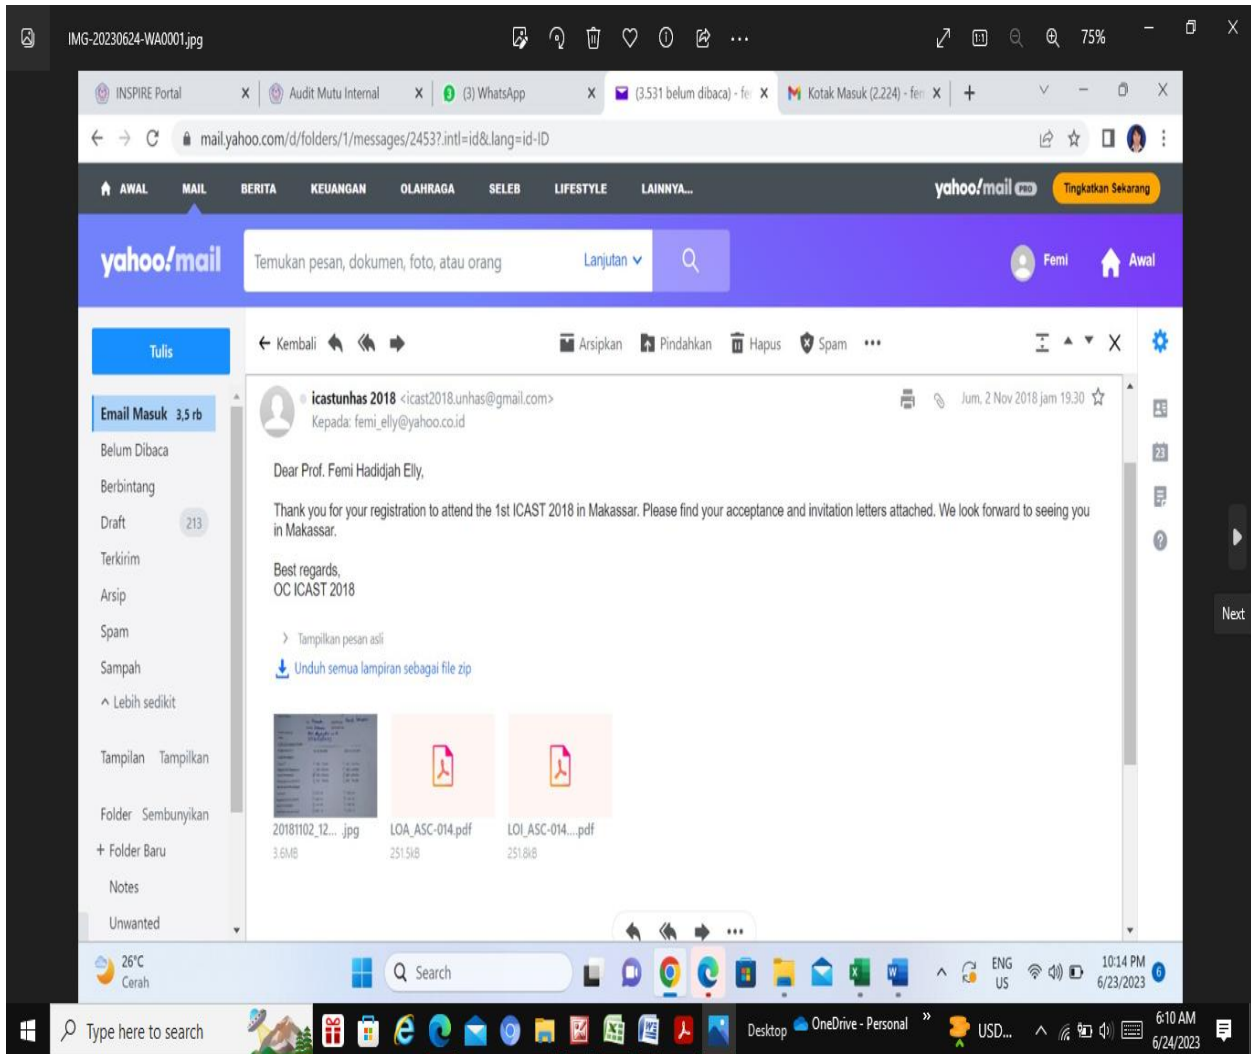 IMG-20230624-WA0001.jpg
75%
INSPIRE Portal
Audit Mutu Internal
(3) WhatsApp
(3.531 belum dibaca) - fe
Kotak Masuk (2.224) - fen
mail.yahoo.com/d/folders/1/messages/2453?.intl=id&.lang=id-ID
AWAL MAIL BERITA KEUANGAN OLAHRAGA SELEB LIFESTYLE LAINNYA...
yahoo!mail PRO
Tingkatkan Sekarang
yahoo!mail
Temukan pesan, dokumen, foto, atau orang
Lanjutan
Femi
Awal
Tulis
Kembali
Arsipkan
Pindahkan
Hapus
Spam
Email Masuk 3,5 rb
Belum Dibaca
Berbintang
Draft 213
Terkirim
Arsip
Spam
Sampah
Lebih sedikit
Tampilan Tampilkan
Folder Sembunyikan
+ Folder Baru
Notes
Unwanted
icastunhas 2018 <icast2018.unhas@gmail.com>
Kepada: femi_elly@yahoo.co.id
Jum, 2 Nov 2018 jam 19.30
Dear Prof. Femi Hadidjah Elly,
Thank you for your registration to attend the 1st ICAST 2018 in Makassar. Please find your acceptance and invitation letters attached. We look forward to seeing you
in Makassar.
Best regards,
OC ICAST 2018
Tampilkan pesan asli
Unduh semua lampiran sebagai file zip
20181102_12... .jpg
3.6MB
LOA_ASC-014.pdf
251.5kB
LOI_ASC-014....pdf
251.8kB
23
Next
26°C
Cerah
Search
ENG
US
10:14 PM
6/23/2023
6
Type here to search
Desktop
OneDrive - Personal
USD...
6:10 AM
6/24/2023